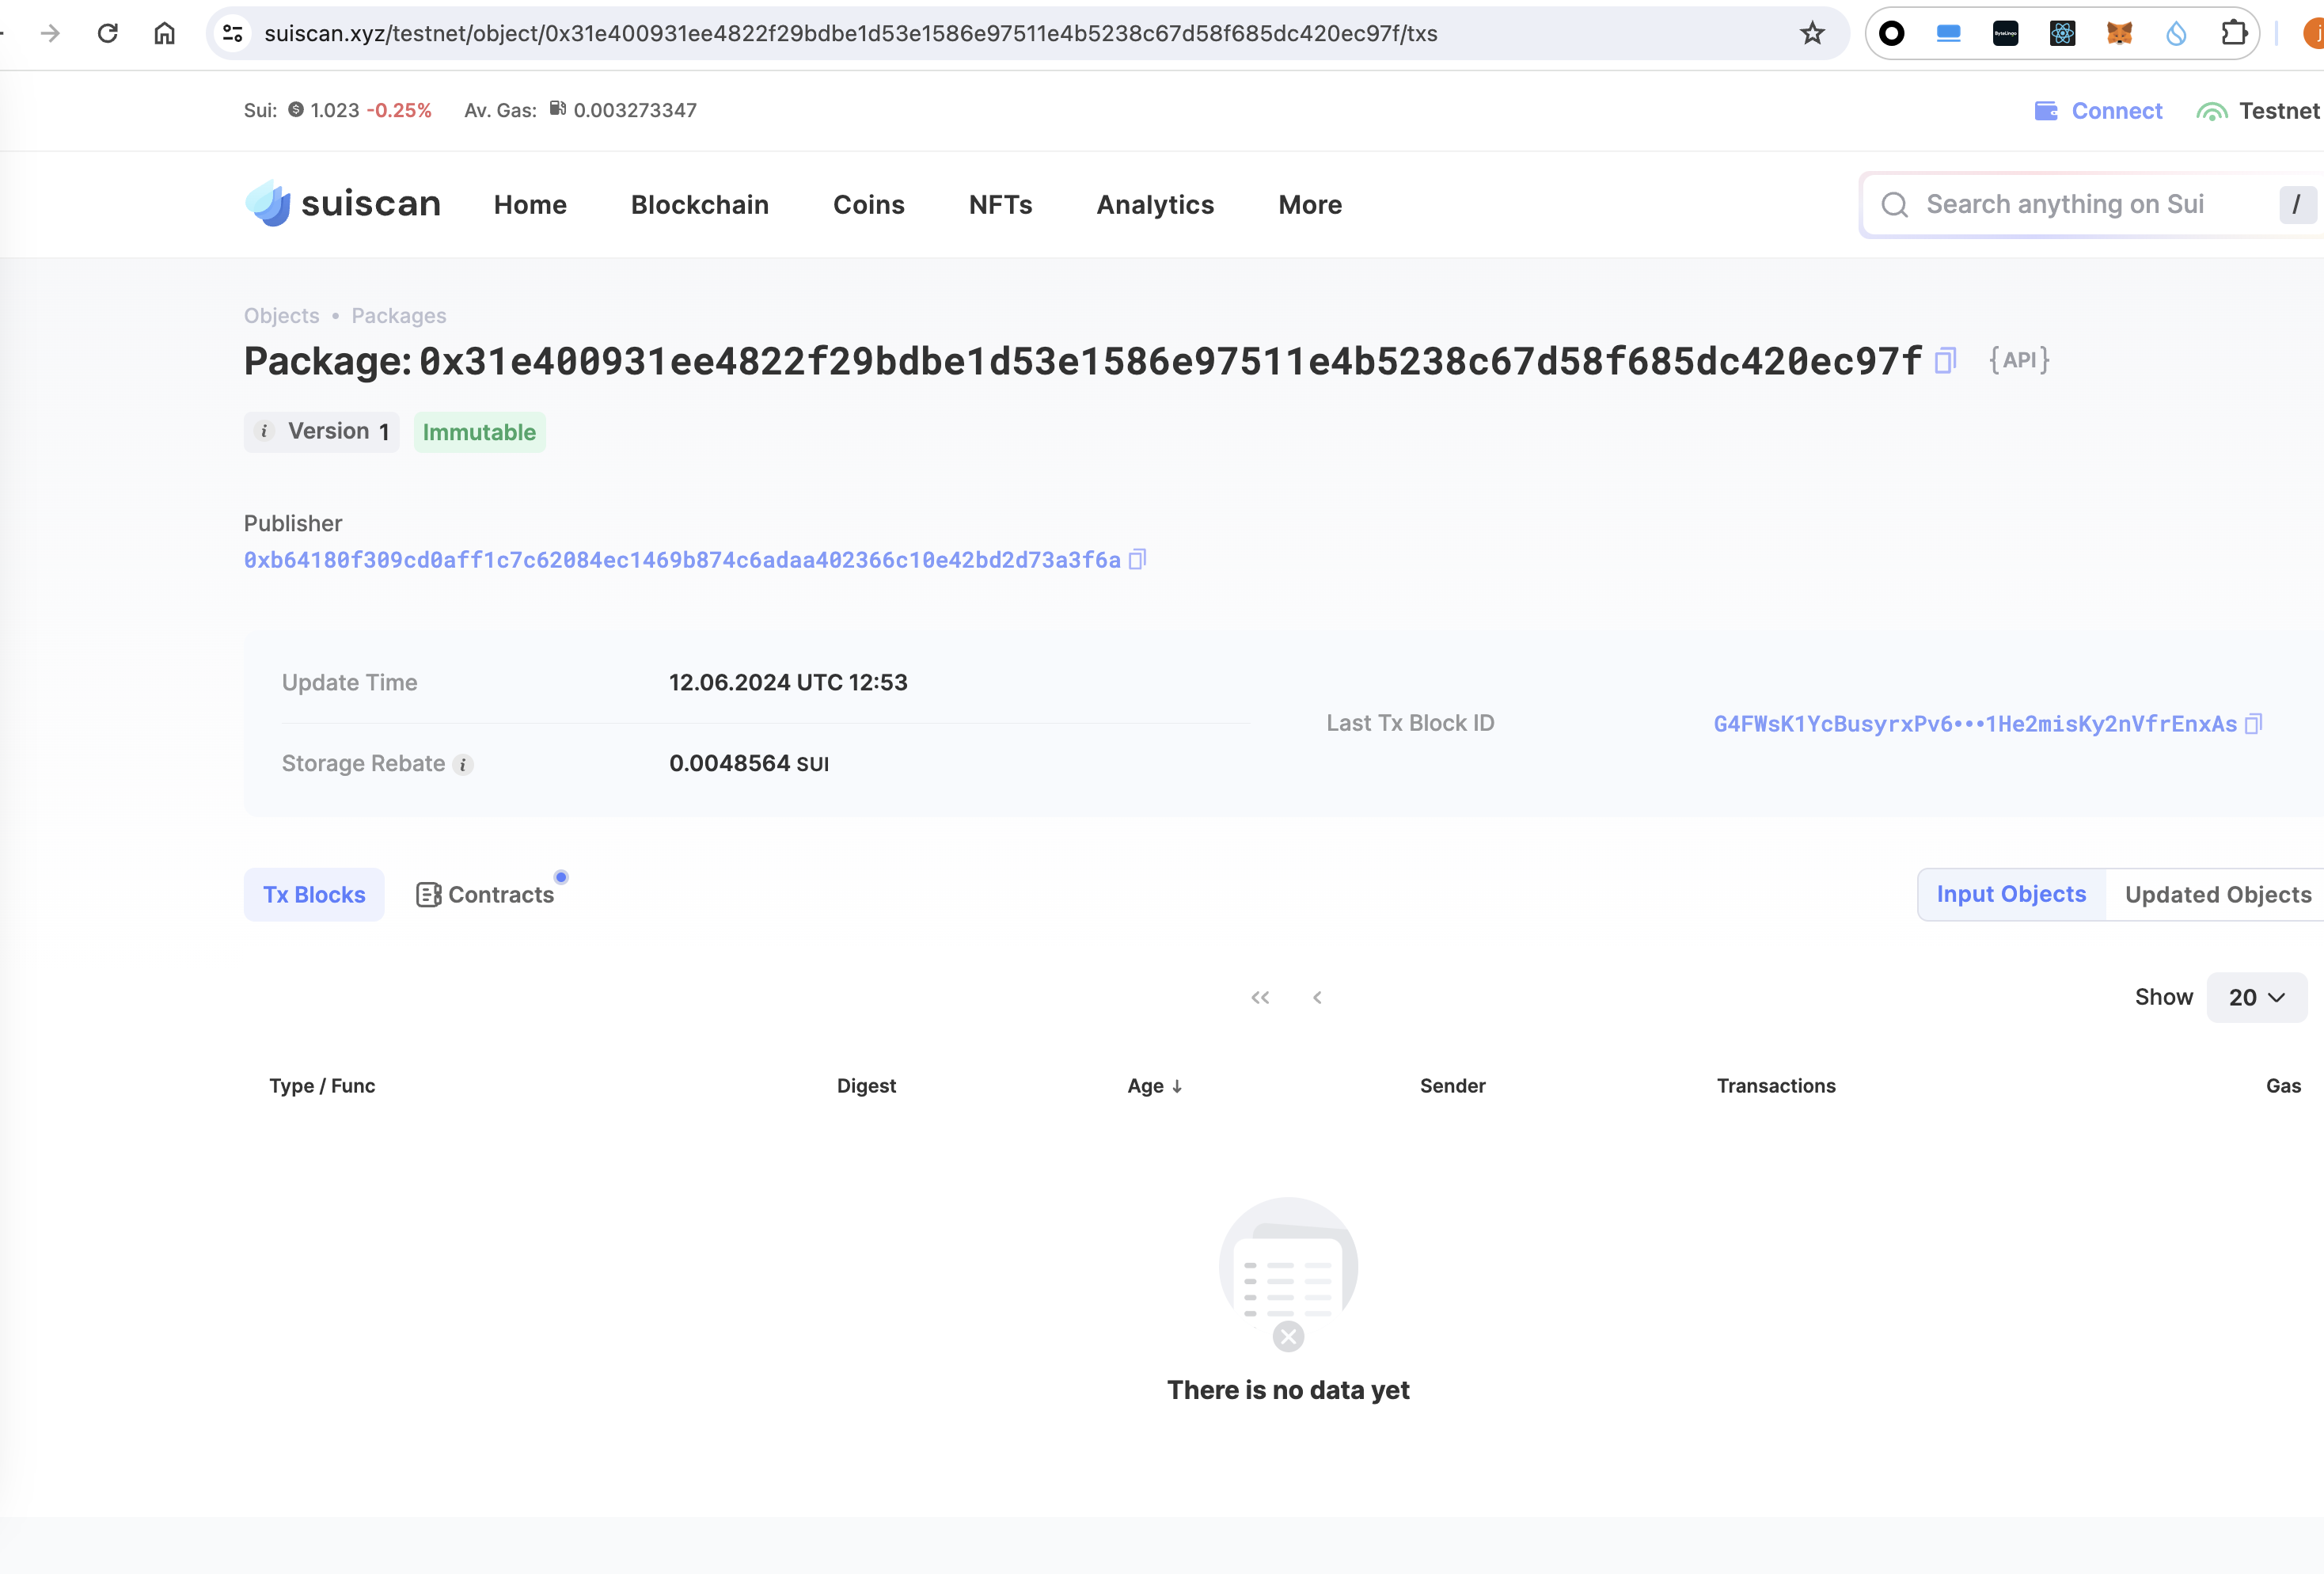 suiscan.xyz/testnet/object/0x31e400931ee4822f29bdbe1d53e1586e97511e4b5238c67d58f685dc420ec97f/txs
Sui: 1.023 -0.25% Av. Gas: 0.003273347
Connect Testnet
suiscan Home Blockchain Coins NFTs Analytics More
Search anything on Sui /
Objects • Packages
Package: 0x31e400931ee4822f29bdbe1d53e1586e97511e4b5238c67d58f685dc420ec97f {API}
i Version 1 Immutable
Publisher
0xb64180f309cd0aff1c7c62084ec1469b874c6adaa402366c10e42bd2d73a3f6a
Update Time 12.06.2024 UTC 12:53
Last Tx Block ID G4FWsK1YcBusyrxPv6•••1He2misKy2nVfrEnxAs
Storage Rebate i 0.0048564 SUI
Tx Blocks Contracts Input Objects Updated Objects
Show 20
Type / Func Digest Age ↓ Sender Transactions Gas
There is no data yet